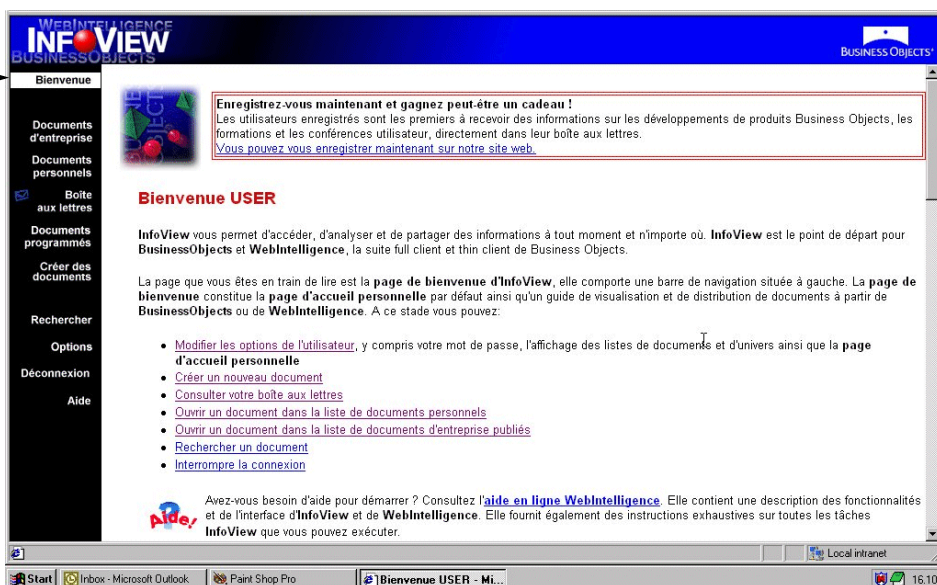 WEBINTELLIGENCE
INFOVIEW
BUSINESSOBJECTS
BUSINESS OBJECTS
Bienvenue
Documents
d'entreprise
Documents
personnels
Boîte
aux lettres
Documents
programmés
Créer des
documents
Rechercher
Options
Déconnexion
Aide
Enregistrez-vous maintenant et gagnez peut-être un cadeau !
Les utilisateurs enregistrés sont les premiers à recevoir des informations sur les développements de produits Business Objects, les
formations et les conférences utilisateur, directement dans leur boîte aux lettres.
Vous pouvez vous enregistrer maintenant sur notre site web.
Bienvenue USER
InfoView vous permet d'accéder, d'analyser et de partager des informations à tout moment et n'importe où. InfoView est le point de départ pour
BusinessObjects et WebIntelligence, la suite full client et thin client de Business Objects.
La page que vous êtes en train de lire est la page de bienvenue d'InfoView, elle comporte une barre de navigation située à gauche. La page de
bienvenue constitue la page d'accueil personnelle par défaut ainsi qu'un guide de visualisation et de distribution de documents à partir de
BusinessObjects ou de WebIntelligence. A ce stade vous pouvez:
Modifier les options de l'utilisateur, y compris votre mot de passe, l'affichage des listes de documents et d'univers ainsi que la page
d'accueil personnelle
Créer un nouveau document
Consulter votre boîte aux lettres
Ouvrir un document dans la liste de documents personnels
Ouvrir un document dans la liste de documents d'entreprise publiés
Rechercher un document
Interrompre la connexion
Aide!
Avez-vous besoin d'aide pour démarrer ? Consultez l'aide en ligne WebIntelligence. Elle contient une description des fonctionnalités
et de l'interface d'InfoView et de WebIntelligence. Elle fournit également des instructions exhaustives sur toutes les tâches
InfoView que vous pouvez exécuter.
Local intranet
Start
Inbox - Microsoft Outlook
Paint Shop Pro
Bienvenue USER - Mi...
16.10